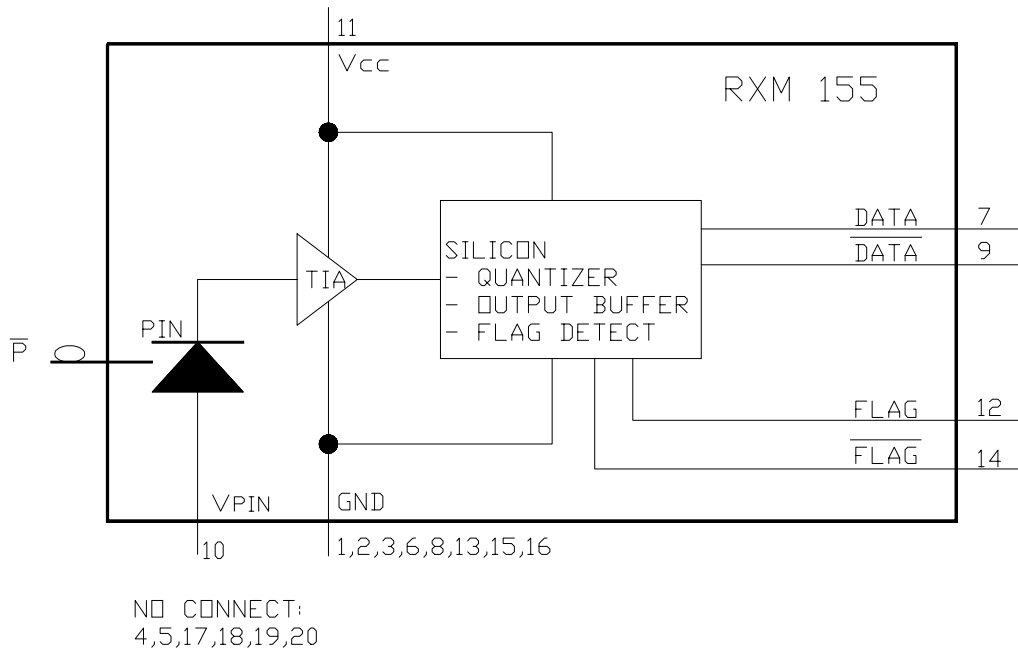 11
Vcc
RXM 155
DATA 7
DATA 9
SILICON
- QUANTIZER
- OUTPUT BUFFER
- FLAG DETECT
TIA
PIN
P̅
FLAG 12
FLAG 14
VPIN
GND
10
1,2,3,6,8,13,15,16
NO CONNECT:
4,5,17,18,19,20